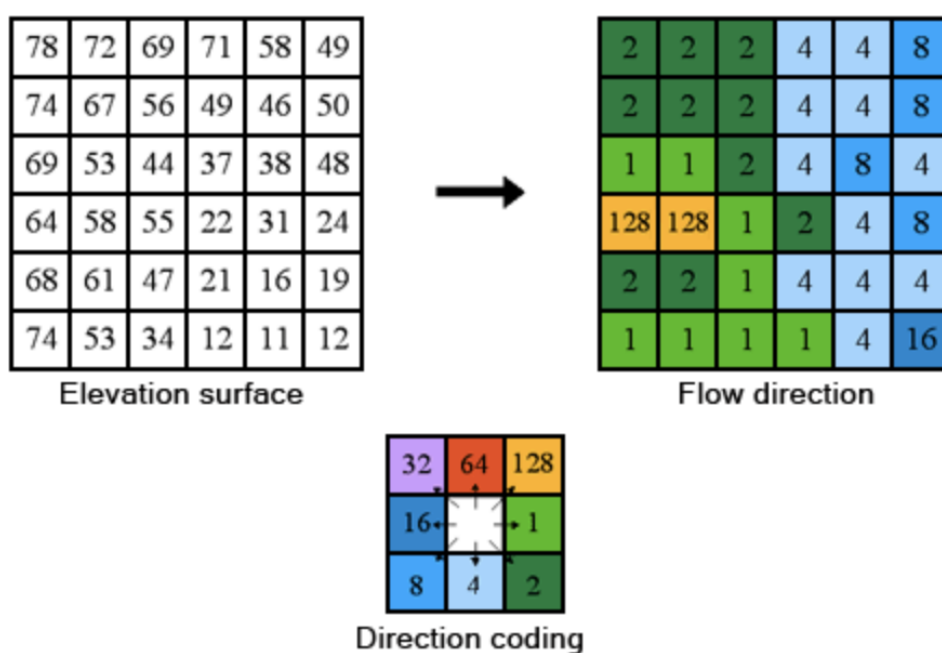 78 72 69 71 58 49 2 2 2 4 4 8
74 67 56 49 46 50 2 2 2 4 4 8
69 53 44 37 38 48 1 1 2 4 8 4
64 58 55 22 31 24 128 128 1 2 4 8
68 61 47 21 16 19 2 2 1 4 4 4
74 53 34 12 11 12 1 1 1 1 4 16
Elevation surface Flow direction
32 64 128
16 1
8 4 2
Direction coding